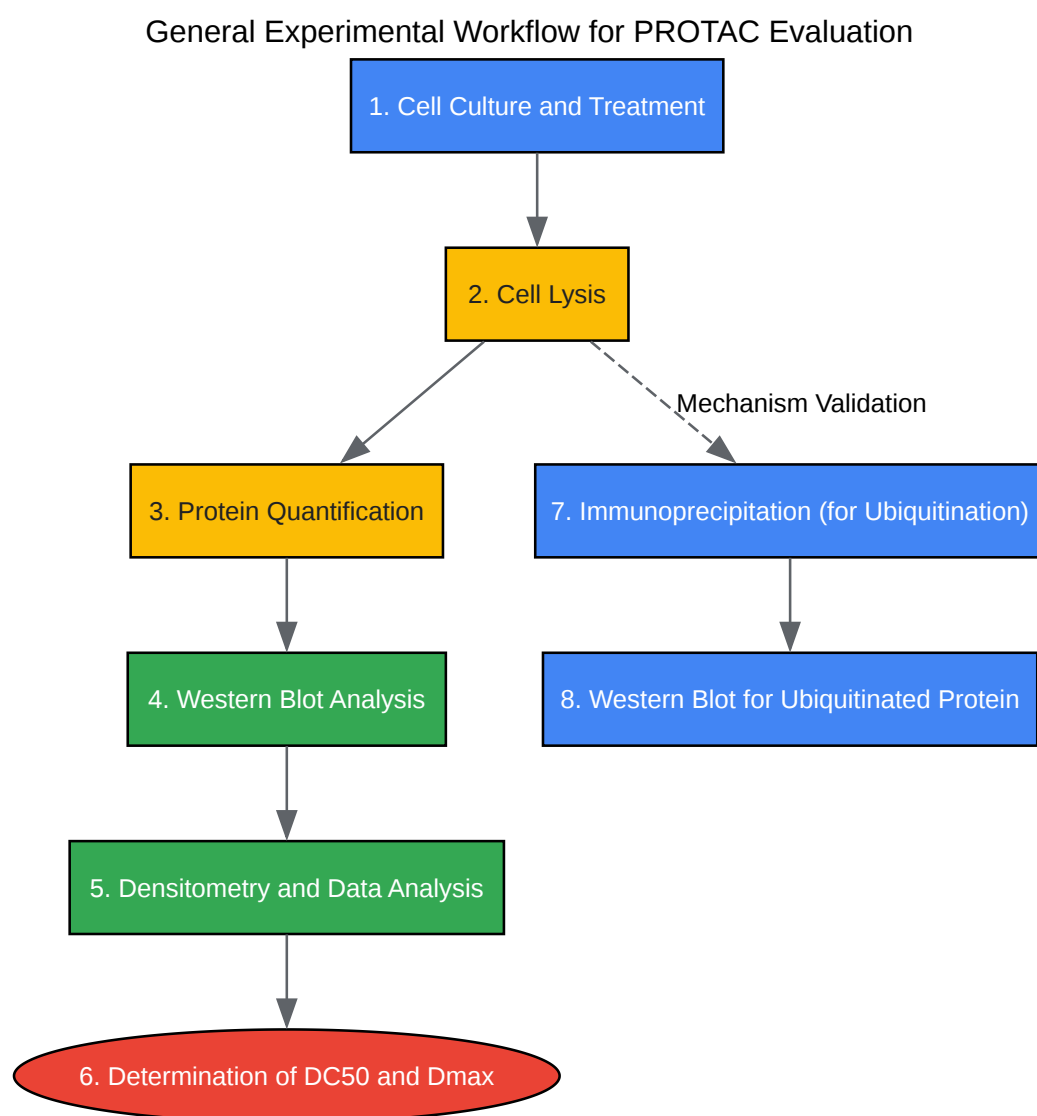 General Experimental Workflow for PROTAC Evaluation
1. Cell Culture and Treatment
2. Cell Lysis
Mechanism Validation
3. Protein Quantification
7. Immunoprecipitation (for Ubiquitination)
4. Western Blot Analysis
8. Western Blot for Ubiquitinated Protein
5. Densitometry and Data Analysis
6. Determination of DC50 and Dmax